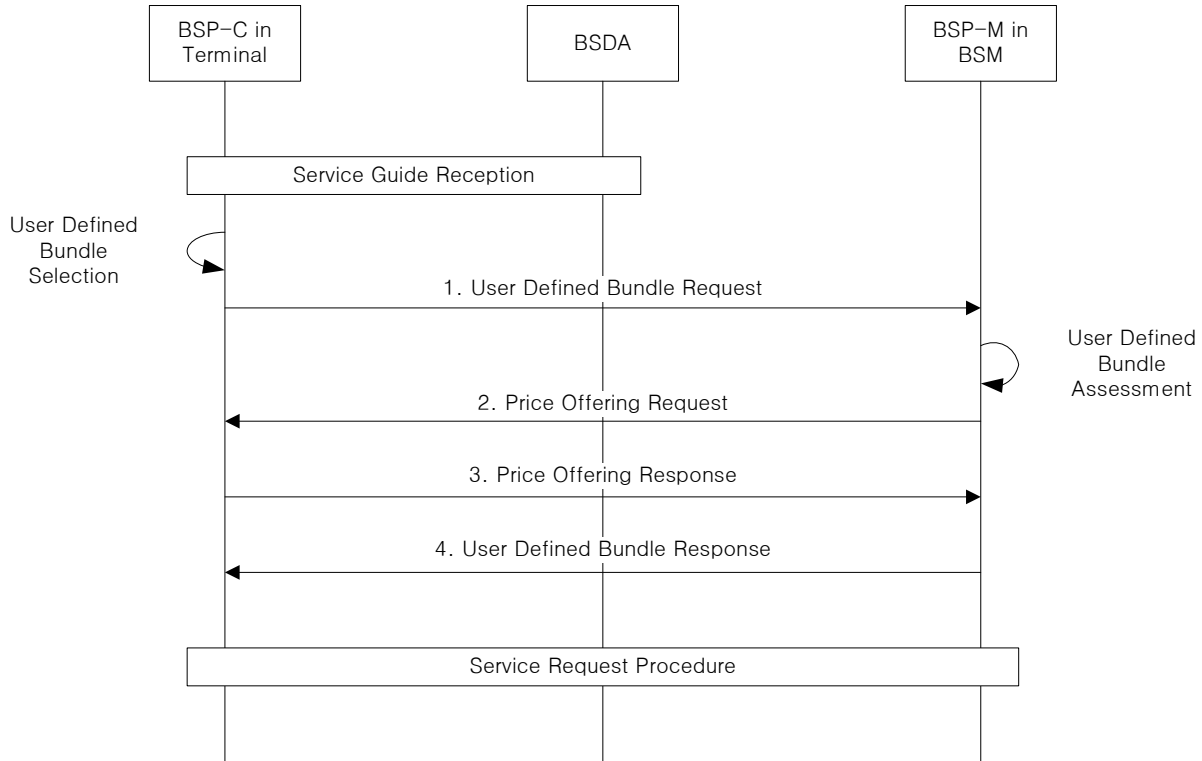 BSP-C in
Terminal
BSDA
BSP-M in
BSM
Service Guide Reception
User Defined
Bundle
Selection
1. User Defined Bundle Request
User Defined
Bundle
Assessment
2. Price Offering Request
3. Price Offering Response
4. User Defined Bundle Response
Service Request Procedure